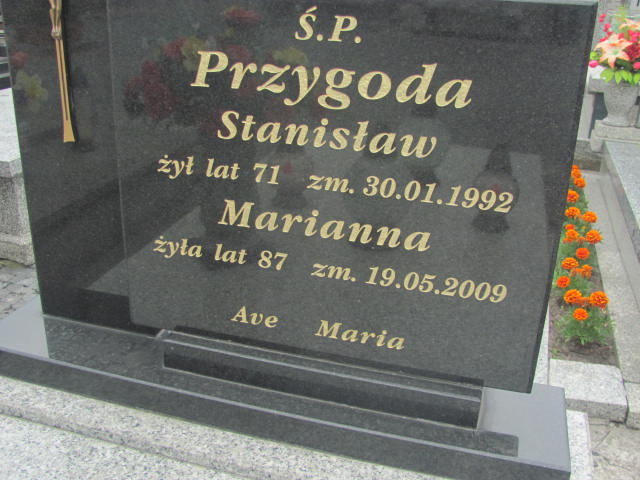 Ś.P.
Przygoda
Stanisław
żył lat 71 zm. 30.01.1992
Marianna
żyła lat 87 zm. 19.05.2009
Ave Maria